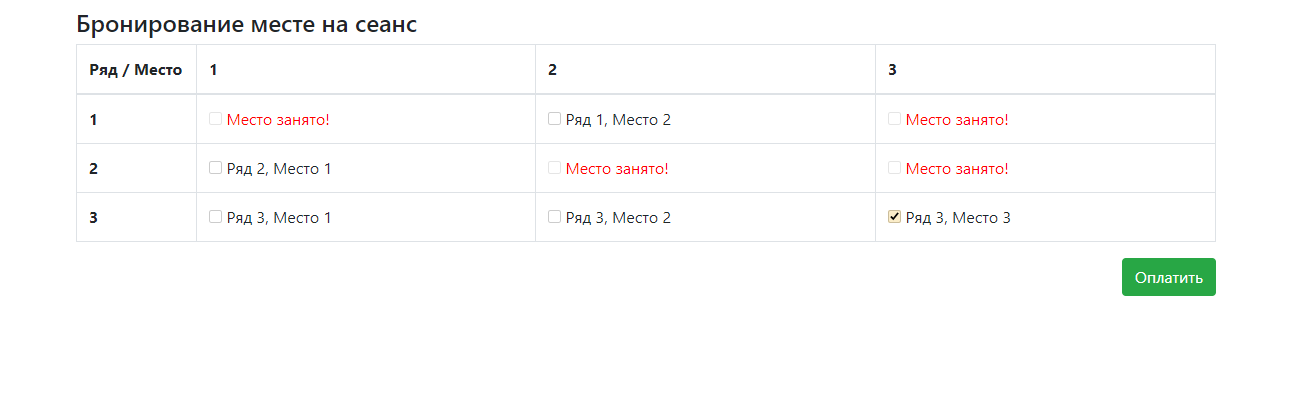 Бронирование месте на сеанс
Ряд / Место 1 2 3
1 Место занято! Ряд 1, Место 2 Место занято!
2 Ряд 2, Место 1 Место занято! Место занято!
3 Ряд 3, Место 1 Ряд 3, Место 2 Ряд 3, Место 3
Оплатить